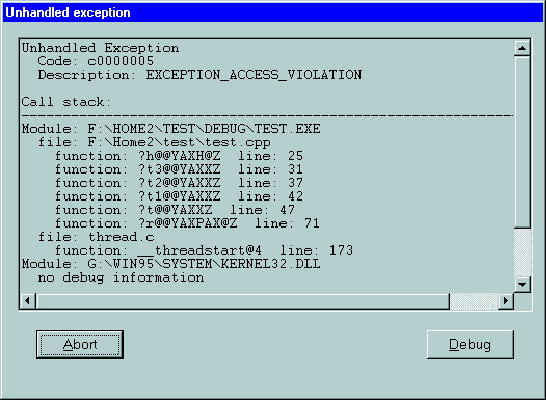 Unhandled exception
Unhandled Exception
Code: c0000005
Description: EXCEPTION_ACCESS_VIOLATION
Call stack:
Module: F:\HOME2\TEST\DEBUG\TEST.EXE
file: F:\Home2\test\test.cpp
function: ?h@@YAXH@Z line: 25
function: ?t3@@YAXXZ line: 31
function: ?t2@@YAXXZ line: 37
function: ?t1@@YAXXZ line: 42
function: ?t@@YAXXZ line: 47
function: ?r@@YAXPAX@Z line: 71
file: thread.c
function: __threadstart@4 line: 173
Module: G:\WIN95\SYSTEM\KERNEL32.DLL
no debug information
Abort
Debug